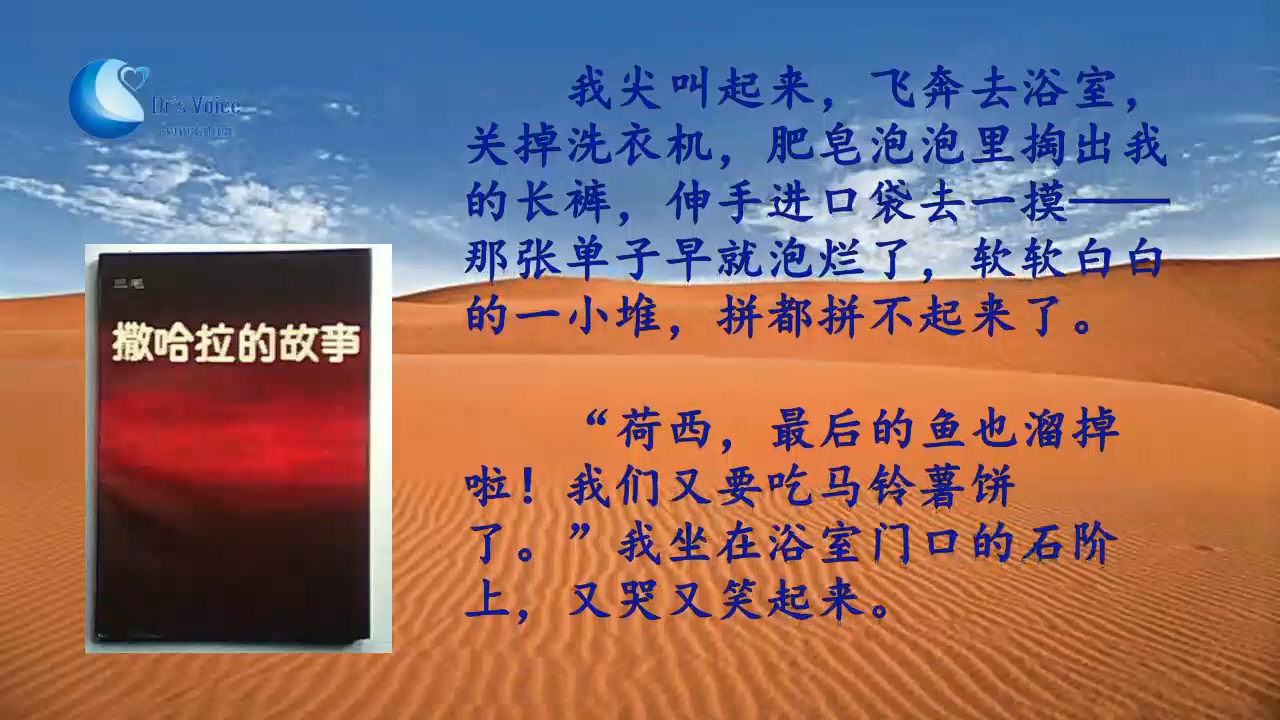 Dr's Voice
我尖叫起来，飞奔去浴室，
关掉洗衣机，肥皂泡泡里掏出我
的长裤，伸手进口袋去一摸——
那张单子早就泡烂了，软软白白
的一小堆，拼都拼不起来了。
三毛
撒哈拉的故事
“荷西，最后的鱼也溜掉
啦！我们又要吃马铃薯饼
了。”我坐在浴室门口的石阶
上，又哭又笑起来。